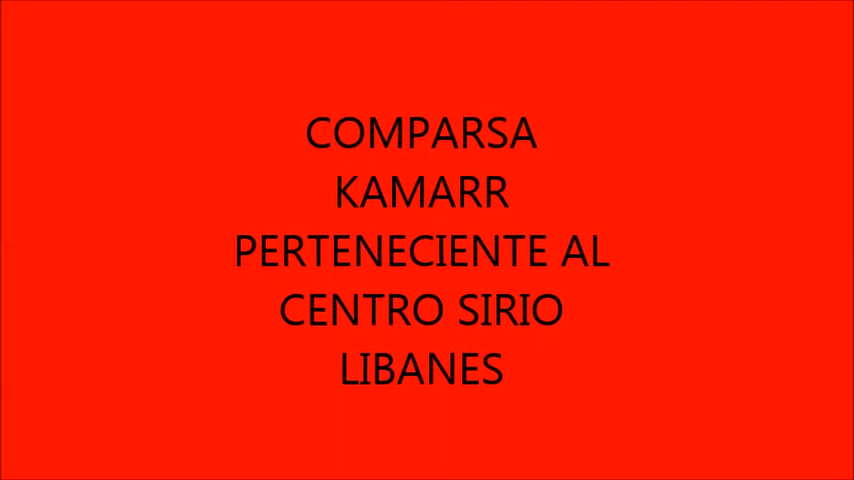 COMPARSA
KAMARR
PERTENECIENTE AL
CENTRO SIRIO
LIBANES